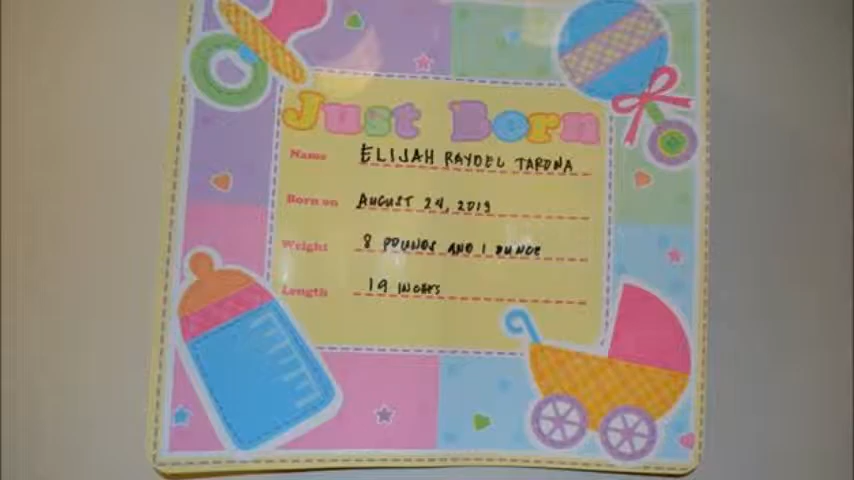 Just Born
Name ELIJAH RAYDEL TARONA
Born on AUGUST 24, 2013
Weight 8 POUNDS AND 1 OUNCE
Length 19 INCHES